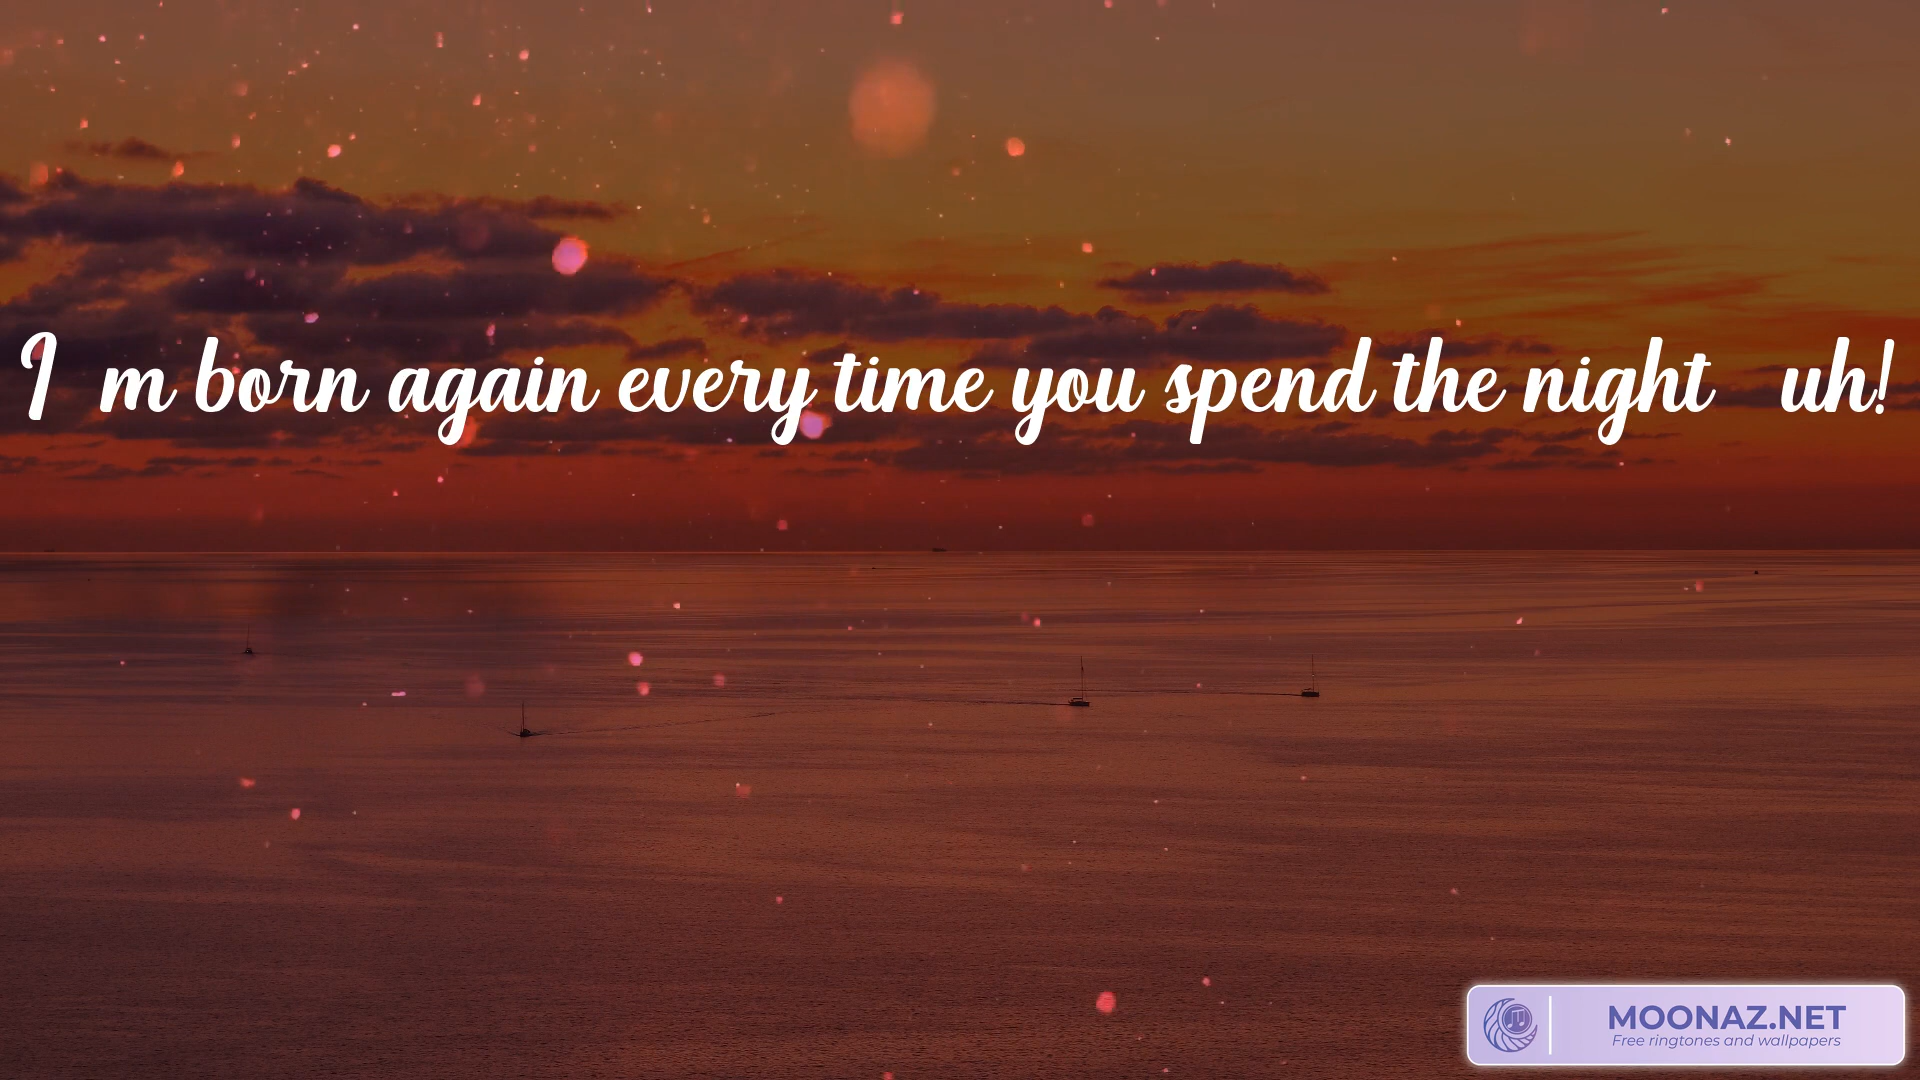 I m born again every time you spend the night uh!
MOONAZ.NET
Free ringtones and wallpapers